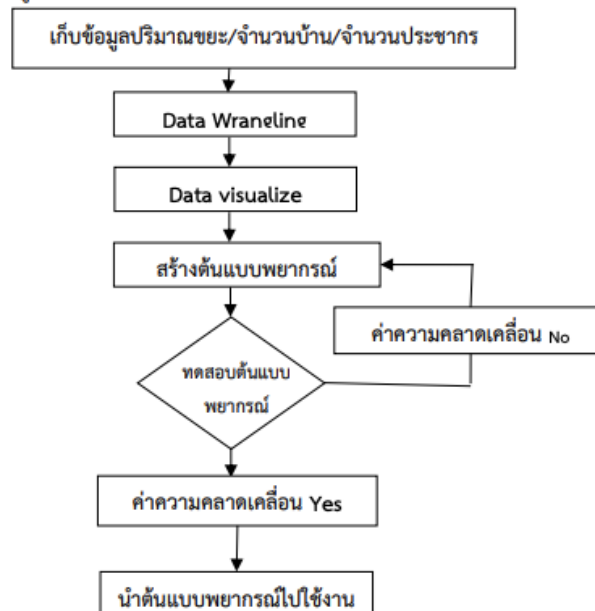 เก็บข้อมูลปริมาณขยะ/จำนวนบ้าน/จำนวนประชากร
Data Wrangling
Data visualize
สร้างต้นแบบพยากรณ์
ค่าความคลาดเคลื่อน No
ทดสอบต้นแบบ
พยากรณ์
ค่าความคลาดเคลื่อน Yes
นำต้นแบบพยากรณ์ไปใช้งาน